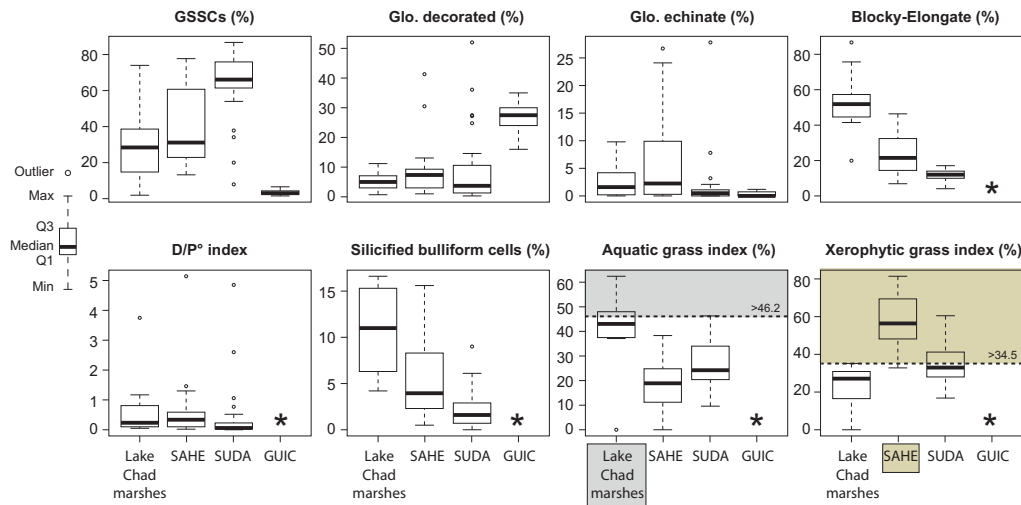 GSSCs (%)
Glo. decorated (%)
Glo. echinate (%)
Blocky-Elongate (%)
80
60
40
20
0
50
40
30
20
10
0
25
20
15
10
5
0
80
60
40
20
0
*
Outlier
Max
Q3
Median
Q1
Min
D/P° index
Silicified bulliform cells (%)
Aquatic grass index (%)
Xerophytic grass index (%)
5
4
3
2
1
0
*
15
10
5
0
*
60
50
40
30
20
10
0
>46.2
*
80
60
40
20
0
>34.5
*
Lake Chad marshes SAHE SUDA GUIC
Lake Chad marshes SAHE SUDA GUIC
Lake Chad marshes SAHE SUDA GUIC
Lake Chad marshes SAHE SUDA GUIC